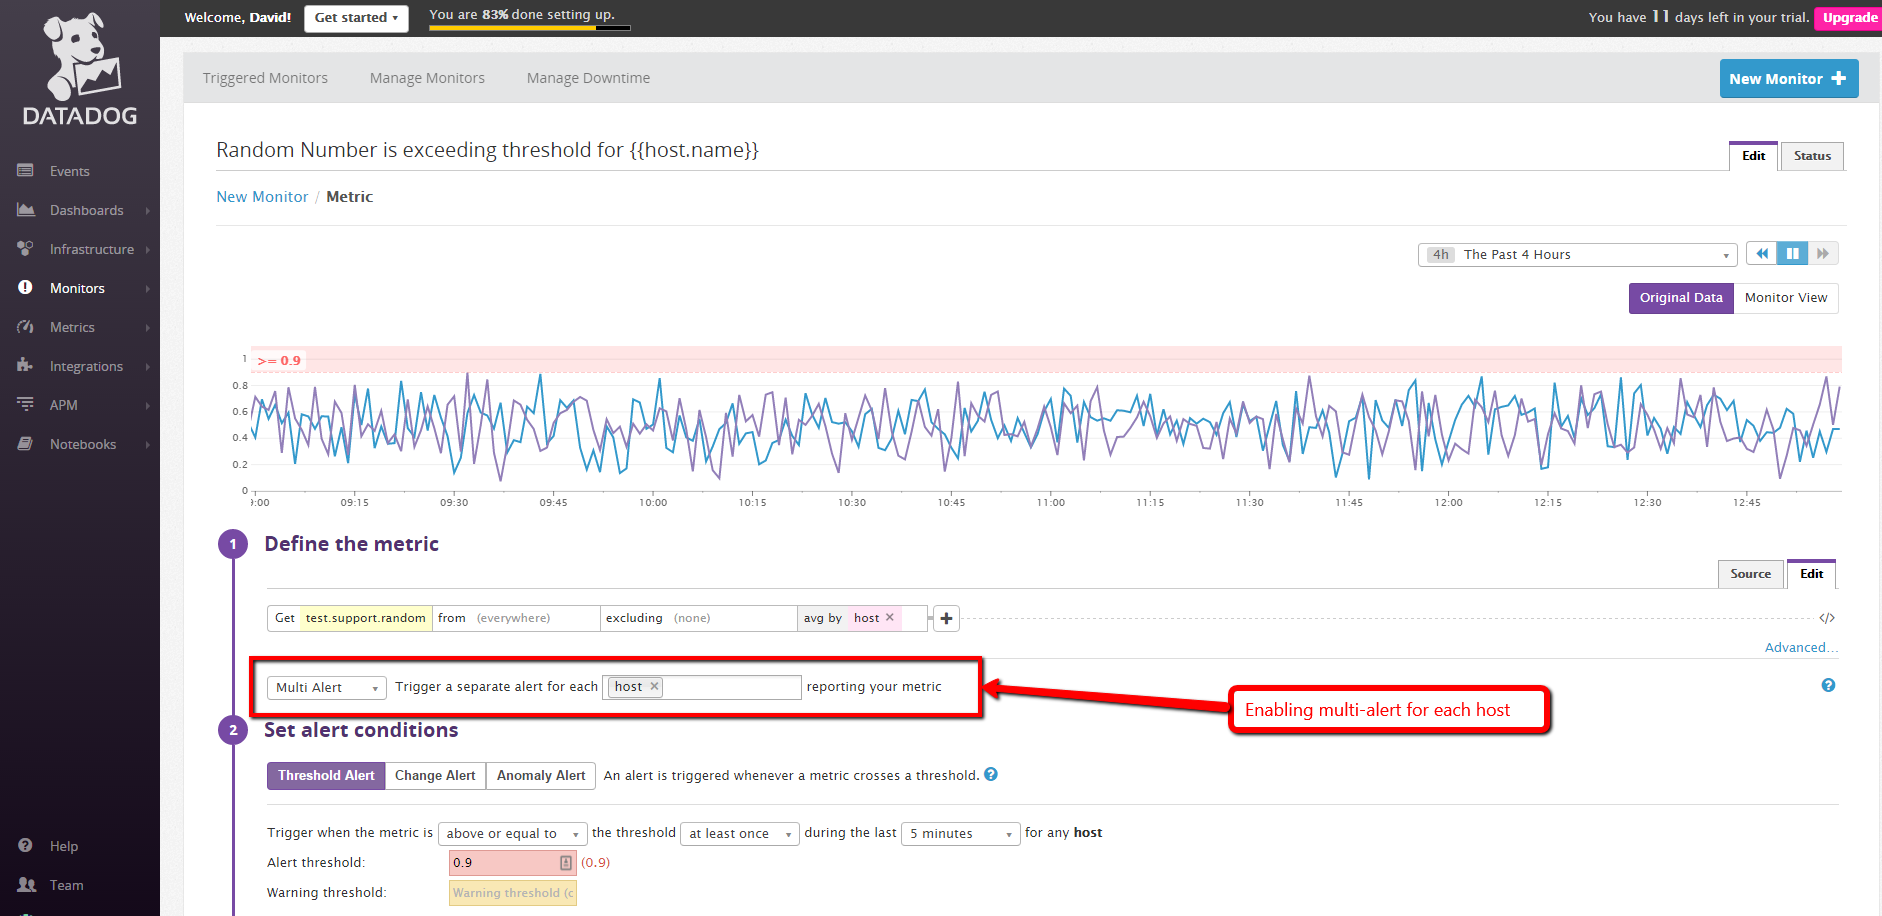 Welcome, David! Get started You are 83% done setting up. You have 11 days left in your trial. Upgrade
DATADOG
Events
Dashboards
Infrastructure
Monitors
Metrics
Integrations
APM
Notebooks
Help
Team
Triggered Monitors Manage Monitors Manage Downtime New Monitor
Random Number is exceeding threshold for {{host.name}} Edit Status
New Monitor / Metric
4h The Past 4 Hours
Original Data Monitor View
>= 0.9
1
0.8
0.6
0.4
0.2
0
:00 09:15 09:30 09:45 10:00 10:15 10:30 10:45 11:00 11:15 11:30 11:45 12:00 12:15 12:30 12:45
1 Define the metric
Source Edit
Get test.support.random from (everywhere) excluding (none) avg by host × + </>
Advanced...
Multi Alert Trigger a separate alert for each host × reporting your metric ?
Enabling multi-alert for each host
2 Set alert conditions
Threshold Alert Change Alert Anomaly Alert An alert is triggered whenever a metric crosses a threshold. ?
Trigger when the metric is above or equal to the threshold at least once during the last 5 minutes for any host
Alert threshold: 0.9 (0.9)
Warning threshold: Warning threshold (c